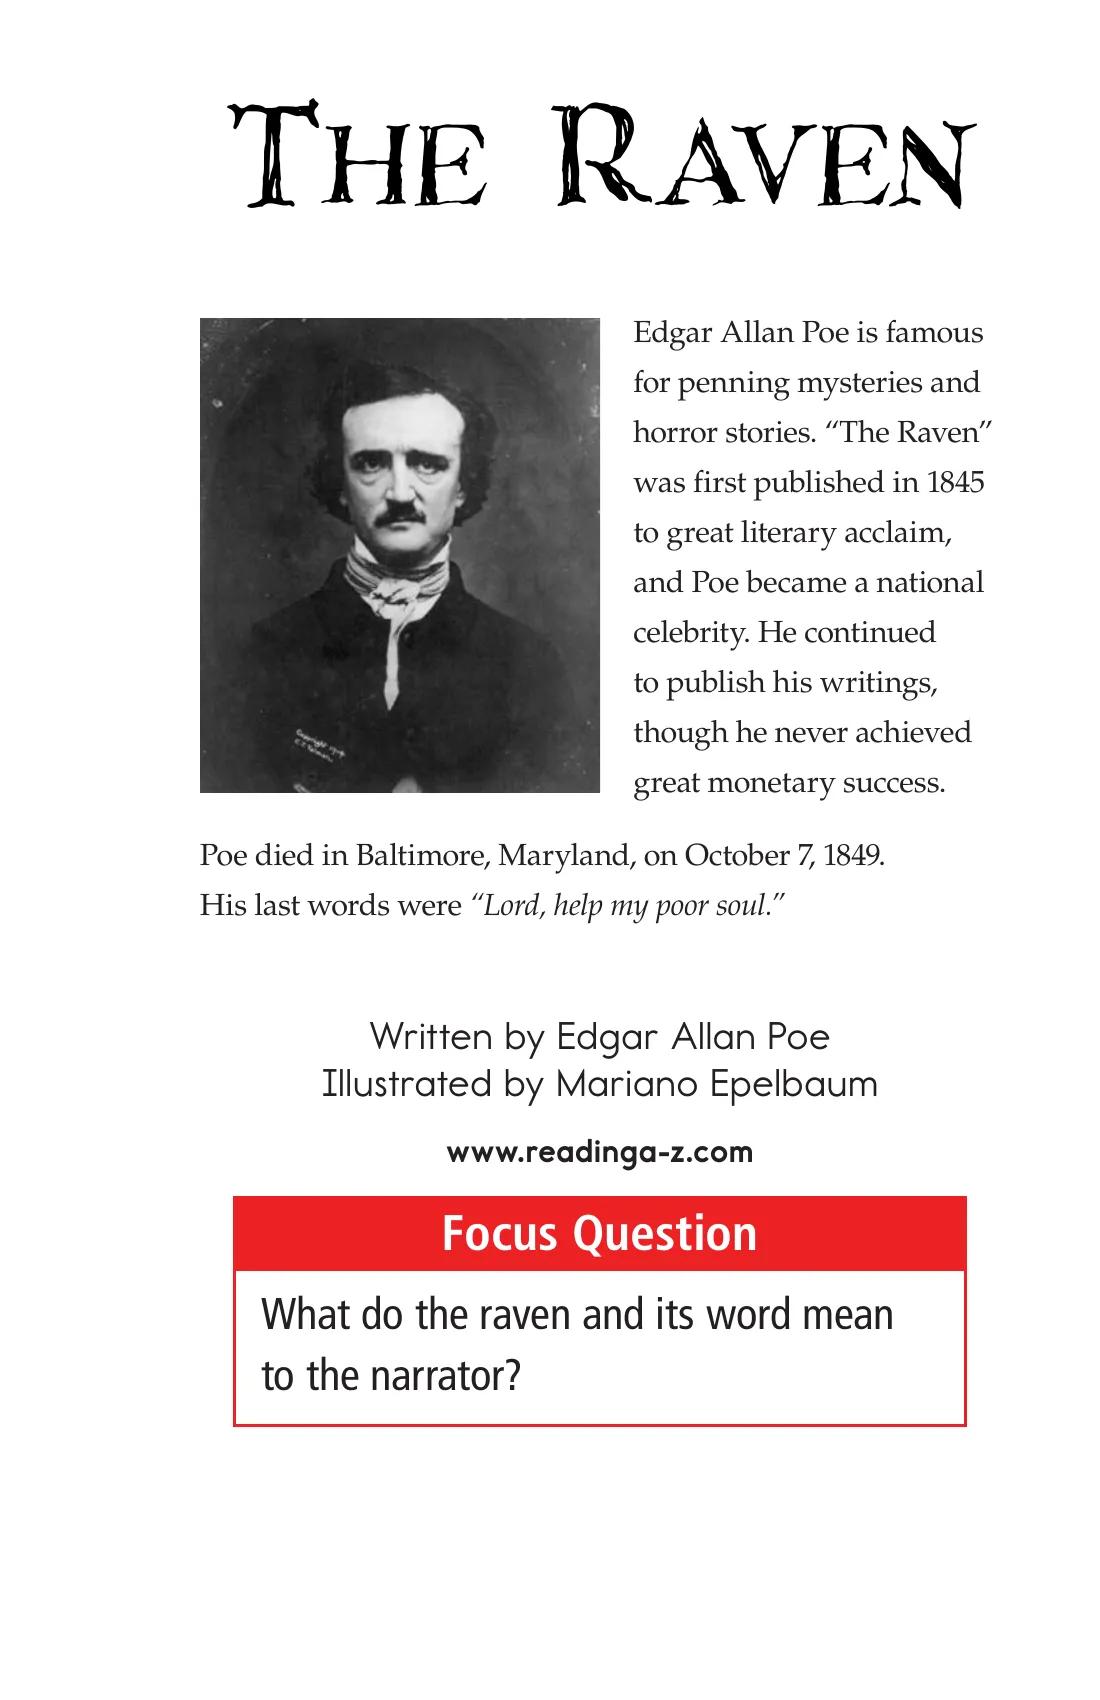 THE RAVEN
Edgar Allan Poe is famous
for penning mysteries and
horror stories. “The Raven”
was first published in 1845
to great literary acclaim,
and Poe became a national
celebrity. He continued
to publish his writings,
though he never achieved
great monetary success.
Poe died in Baltimore, Maryland, on October 7, 1849.
His last words were “Lord, help my poor soul.”
Written by Edgar Allan Poe
Illustrated by Mariano Epelbaum
www.readinga-z.com
Focus Question
What do the raven and its word mean
to the narrator?